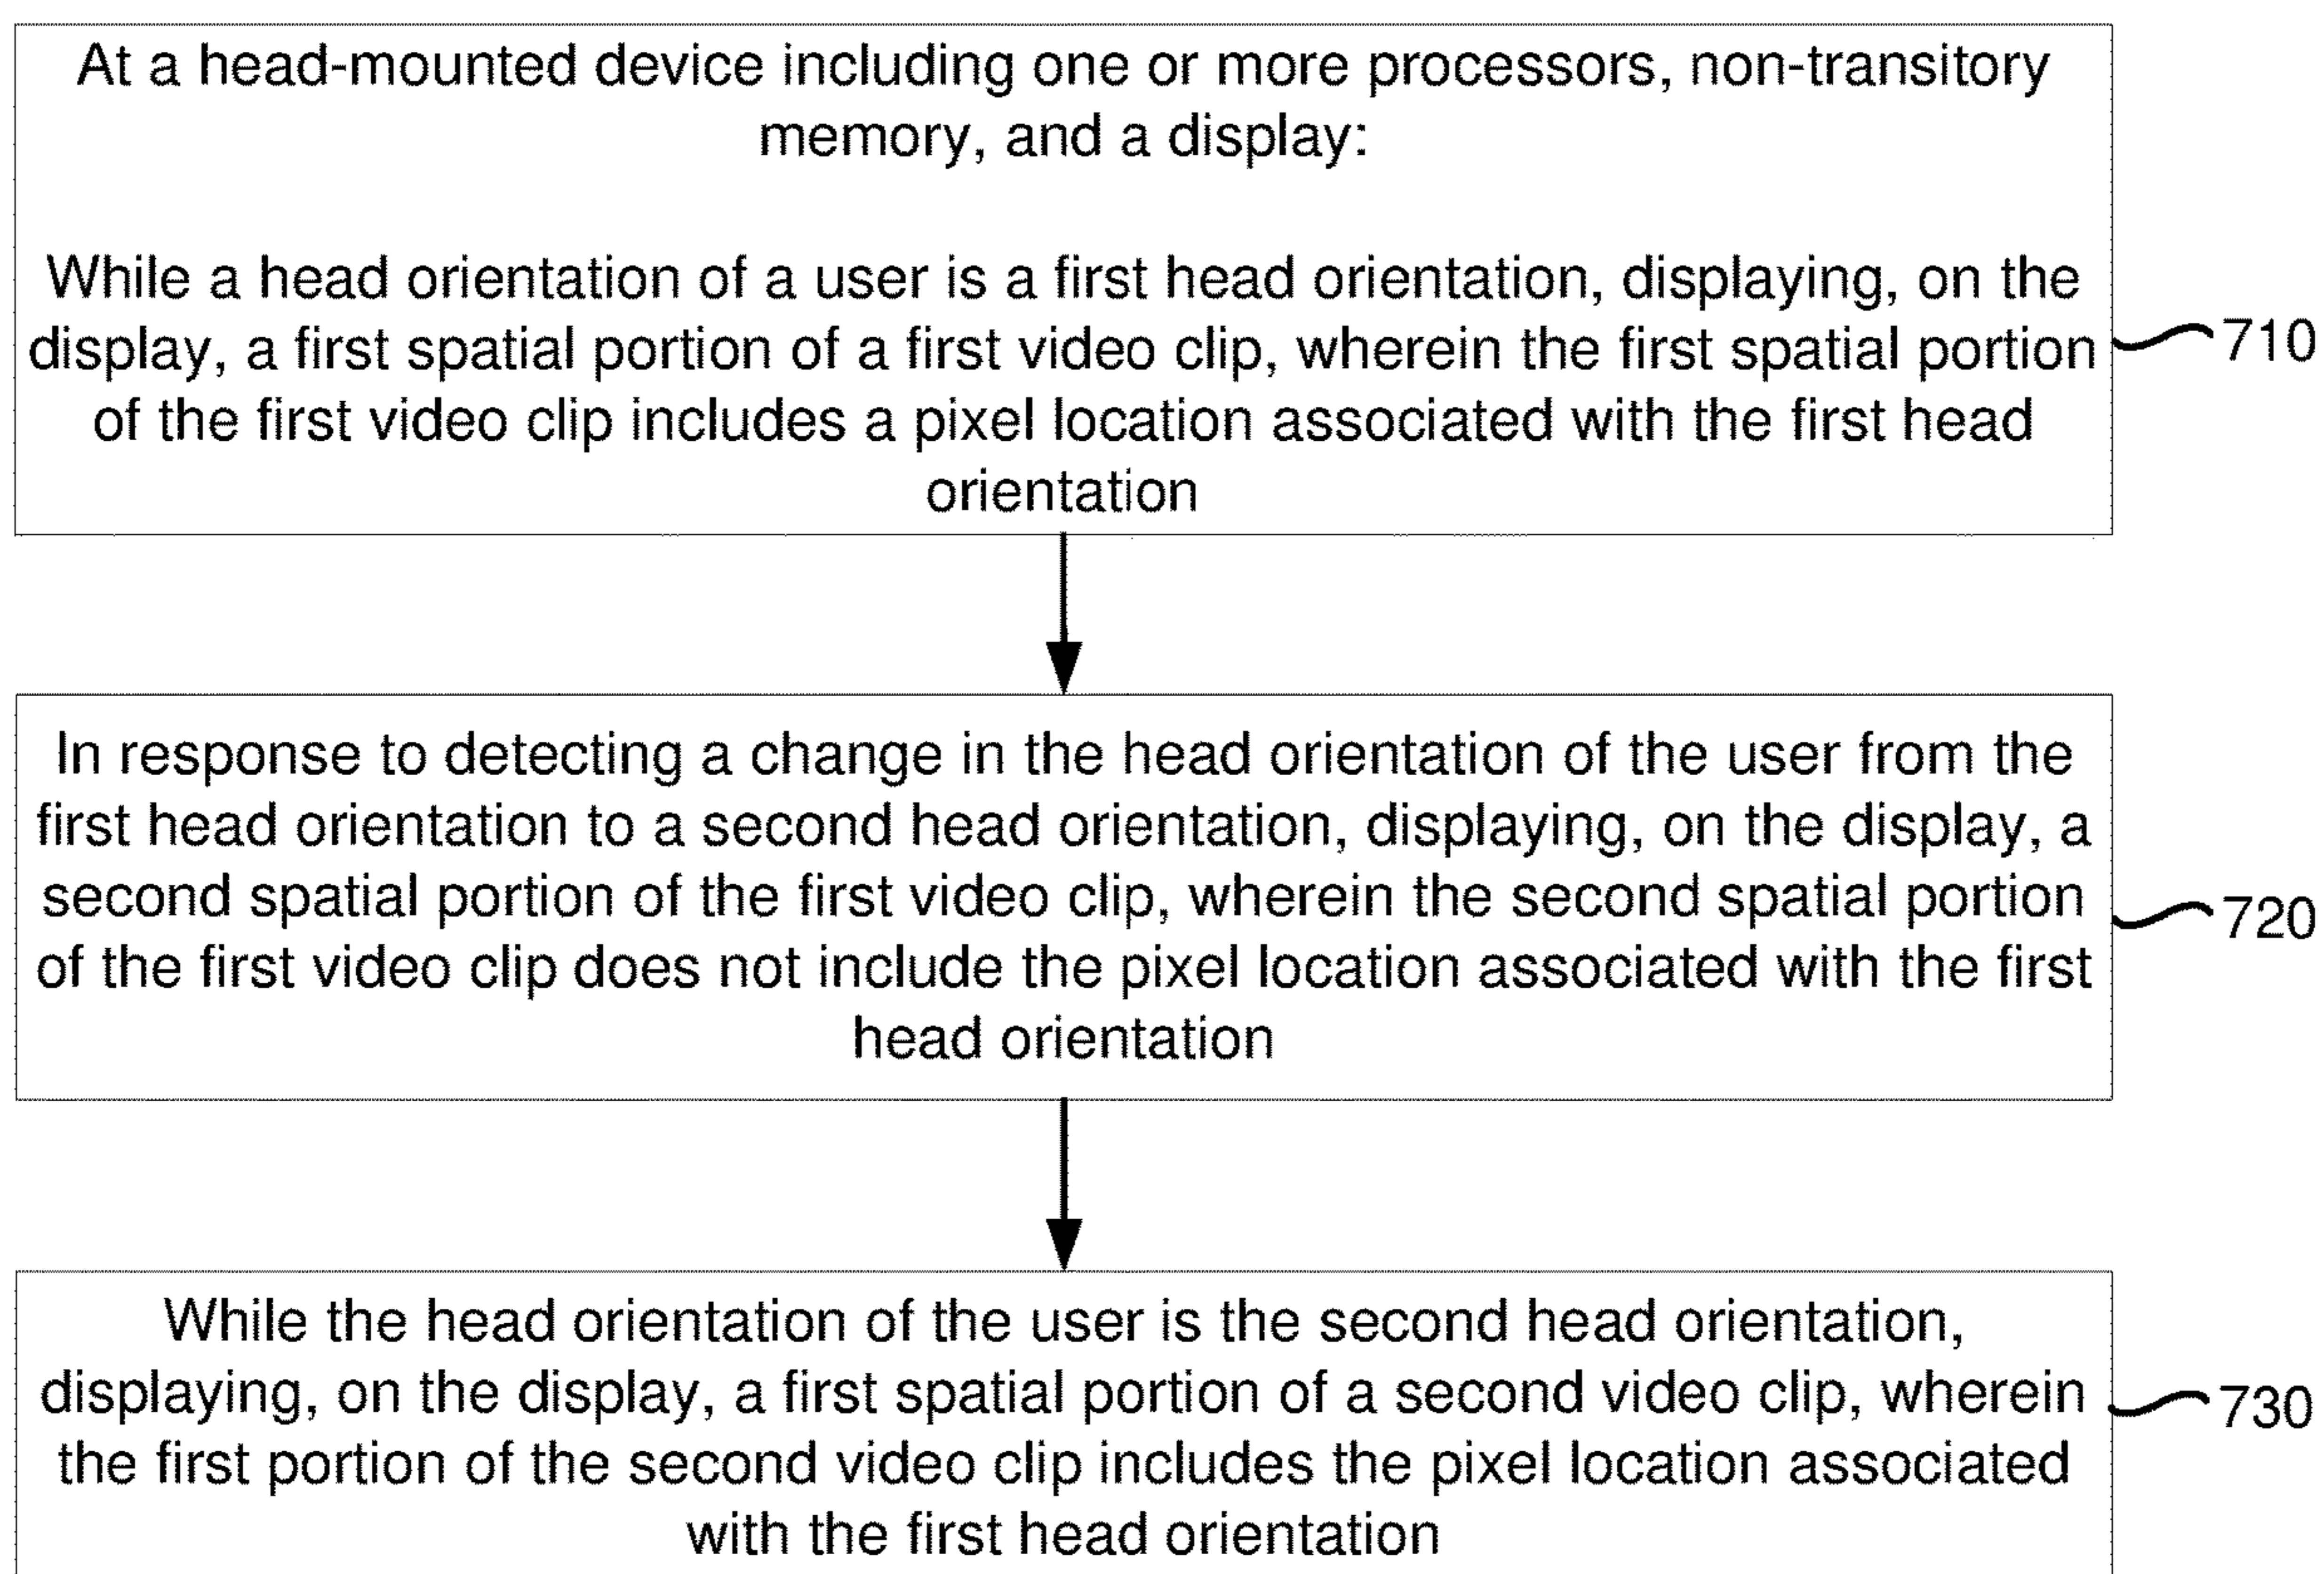 At a head-mounted device including one or more processors, non-transitory
memory, and a display:
While a head orientation of a user is a first head orientation, displaying, on the
display, a first spatial portion of a first video clip, wherein the first spatial portion
of the first video clip includes a pixel location associated with the first head
orientation
710
In response to detecting a change in the head orientation of the user from the
first head orientation to a second head orientation, displaying, on the display, a
second spatial portion of the first video clip, wherein the second spatial portion
of the first video clip does not include the pixel location associated with the first
head orientation
720
While the head orientation of the user is the second head orientation,
displaying, on the display, a first spatial portion of a second video clip, wherein
the first portion of the second video clip includes the pixel location associated
with the first head orientation
730